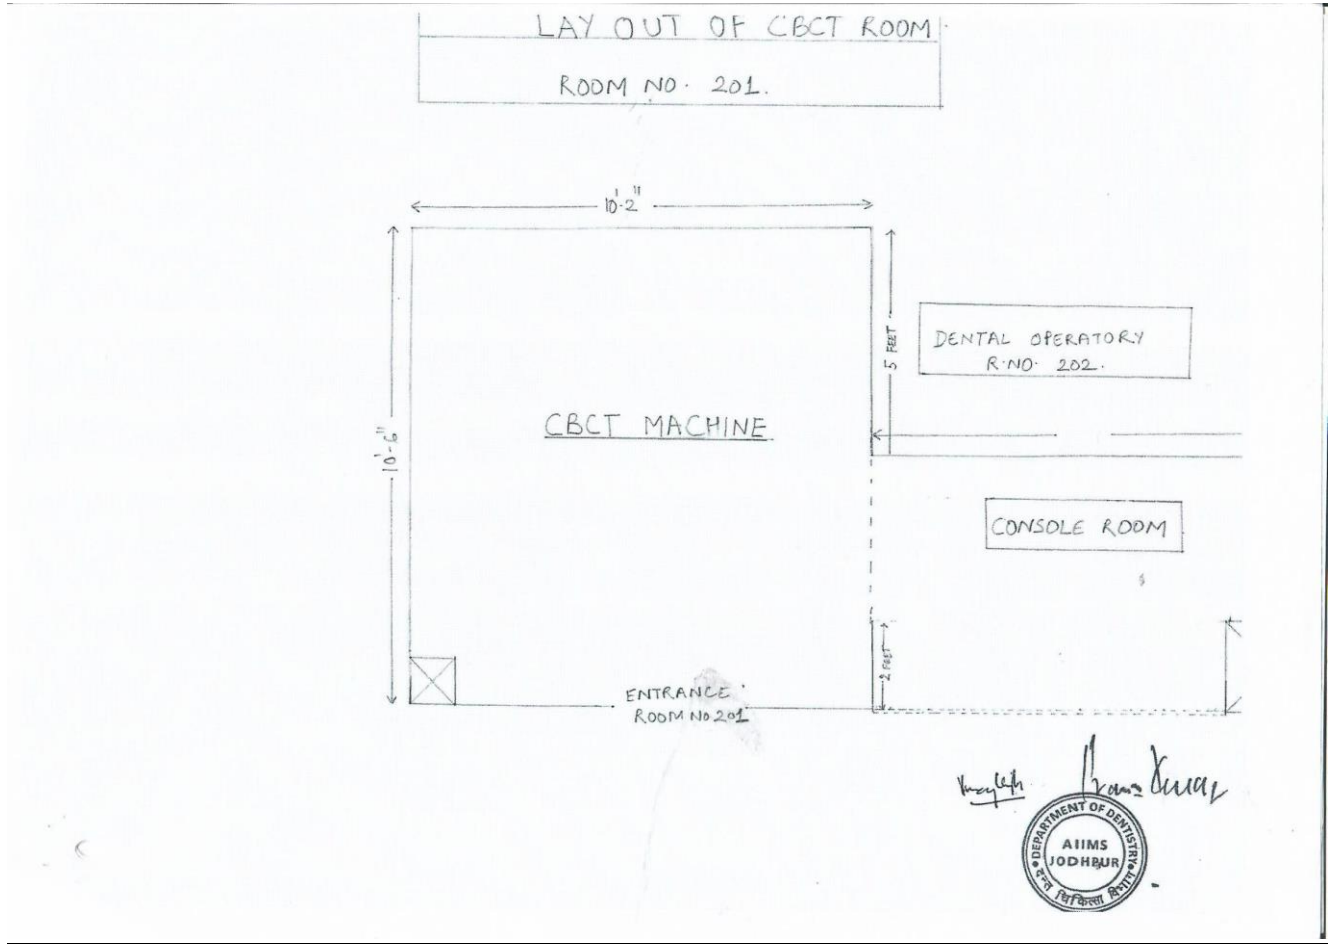 LAY OUT OF CBCT ROOM
ROOM NO. 201.
10'-2"
10'-6"
5 FEET
DENTAL OPERATORY
R.NO. 202.
CBCT MACHINE
CONSOLE ROOM
2 FEET
ENTRANCE
ROOM NO 201
DEPARTMENT OF DENTISTRY
AIIMS
JODHPUR
दन्त चिकित्सा विभाग